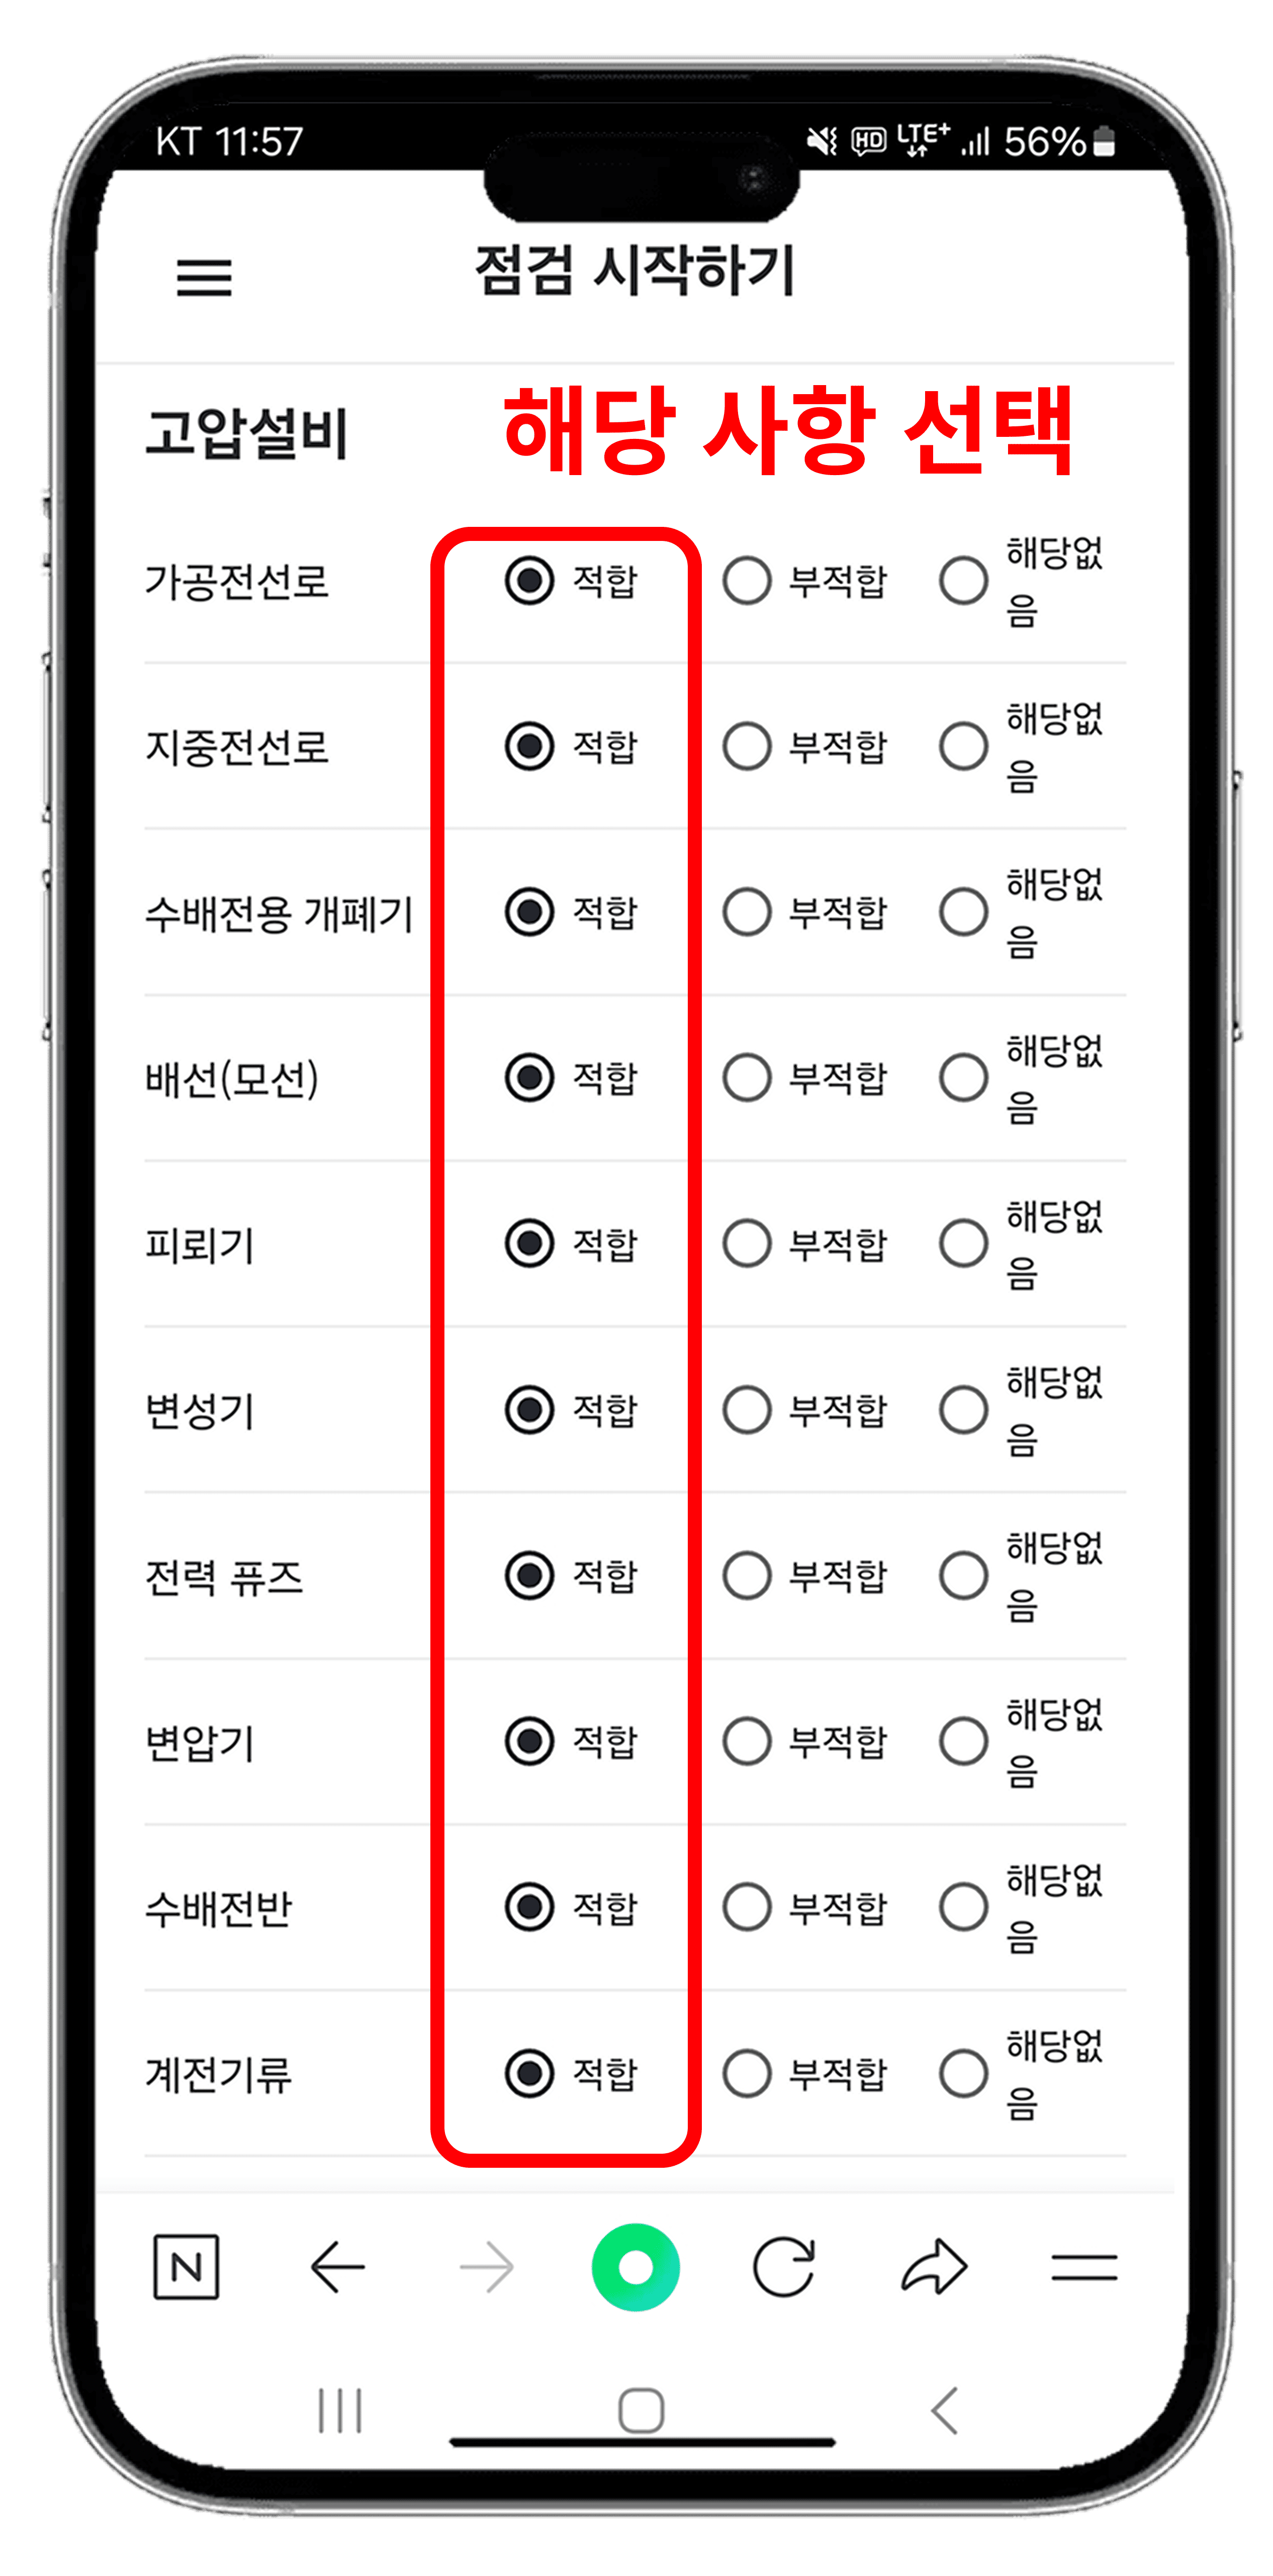 KT 11:57 HD LTE+ 56%
점검 시작하기
고압설비 해당 사항 선택
가공전선로 적합 부적합 해당없
음
지중전선로 적합 부적합 해당없
음
수배전용 개폐기 적합 부적합 해당없
음
배선(모선) 적합 부적합 해당없
음
피뢰기 적합 부적합 해당없
음
변성기 적합 부적합 해당없
음
전력 퓨즈 적합 부적합 해당없
음
변압기 적합 부적합 해당없
음
수배전반 적합 부적합 해당없
음
계전기류 적합 부적합 해당없
음
N